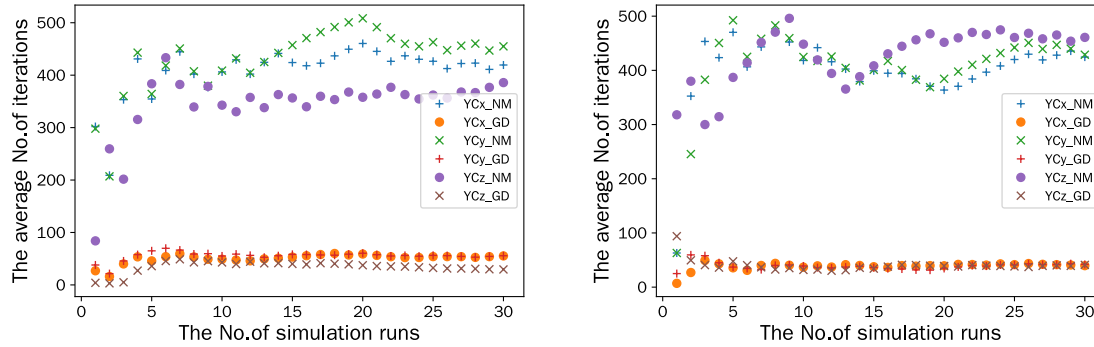 The average No.of iterations
500
400
300
200
100
0
YCx_NM
YCx_GD
YCy_NM
YCy_GD
YCz_NM
YCz_GD
0 5 10 15 20 25 30
The No.of simulation runs
The average No.of iterations
500
400
300
200
100
0
YCx_NM
YCx_GD
YCy_NM
YCy_GD
YCz_NM
YCz_GD
0 5 10 15 20 25 30
The No.of simulation runs